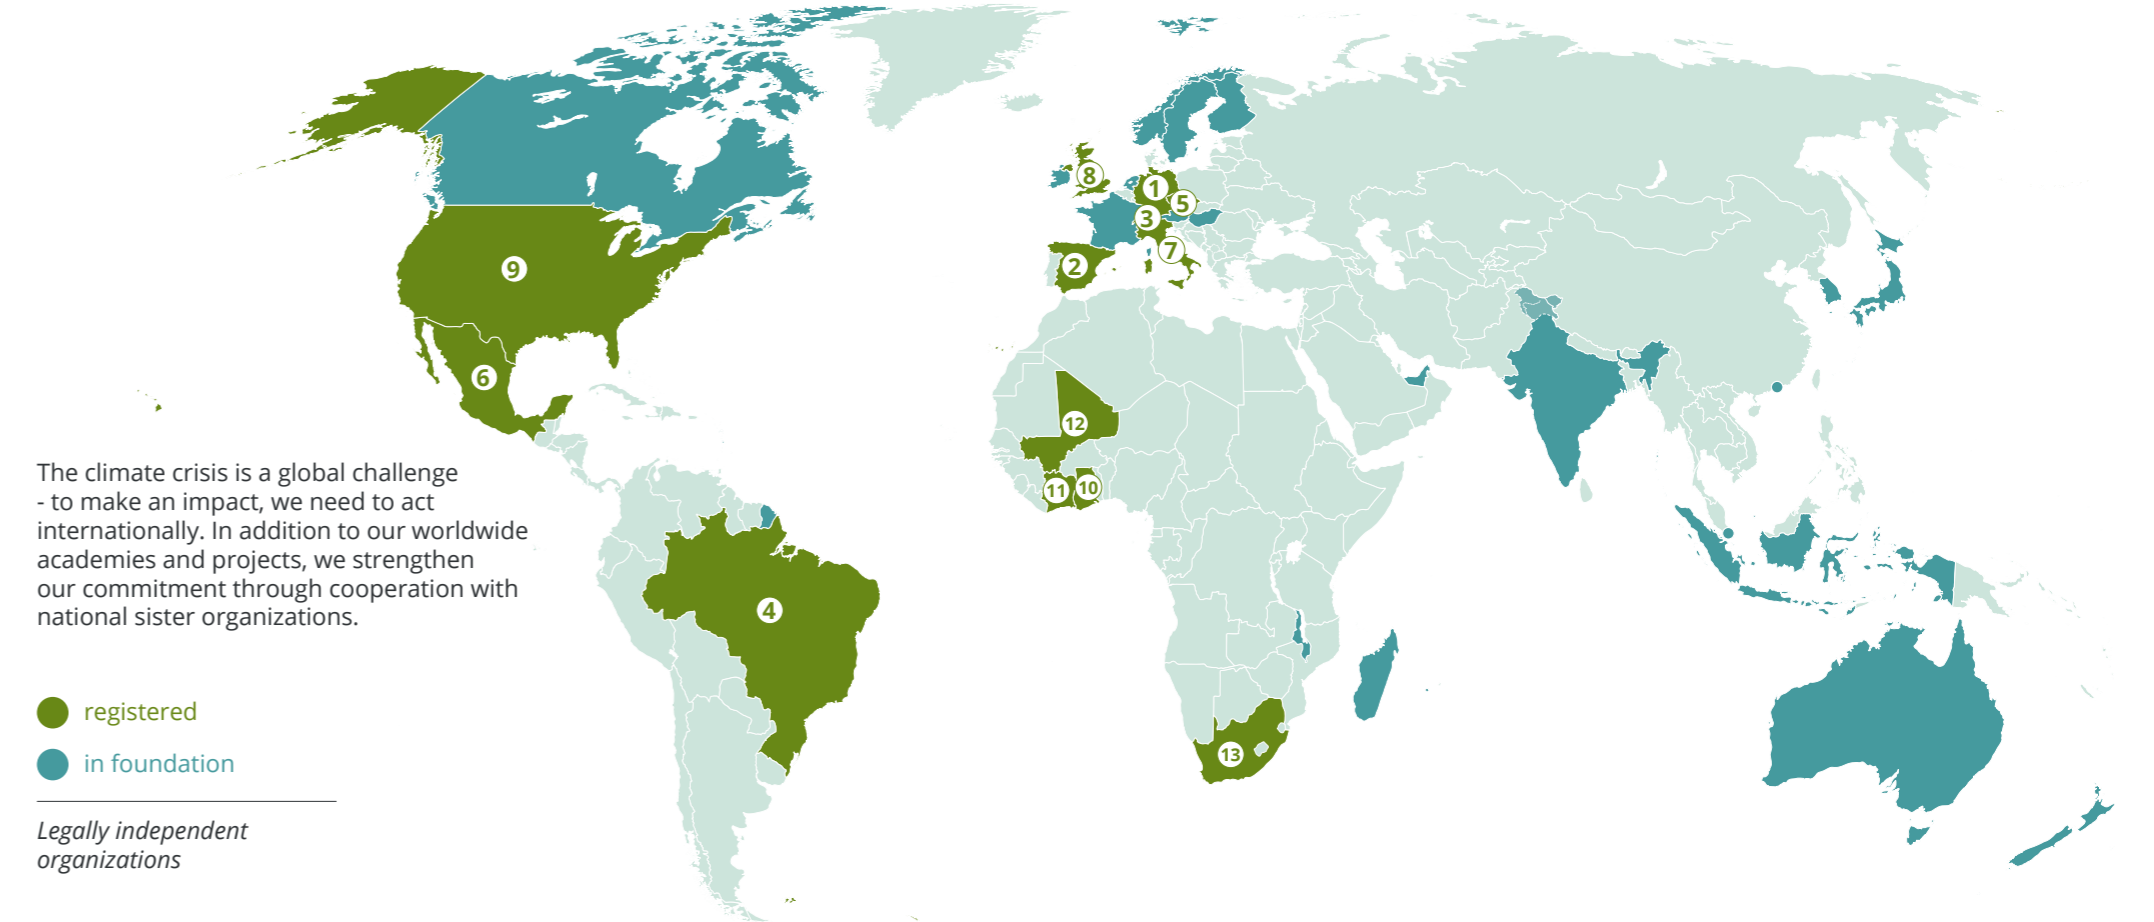 8
1
5
3
7
2
9
6
12
11
10
4
13
The climate crisis is a global challenge
- to make an impact, we need to act
internationally. In addition to our worldwide
academies and projects, we strengthen
our commitment through cooperation with
national sister organizations.
registered
in foundation
Legally independent
organizations